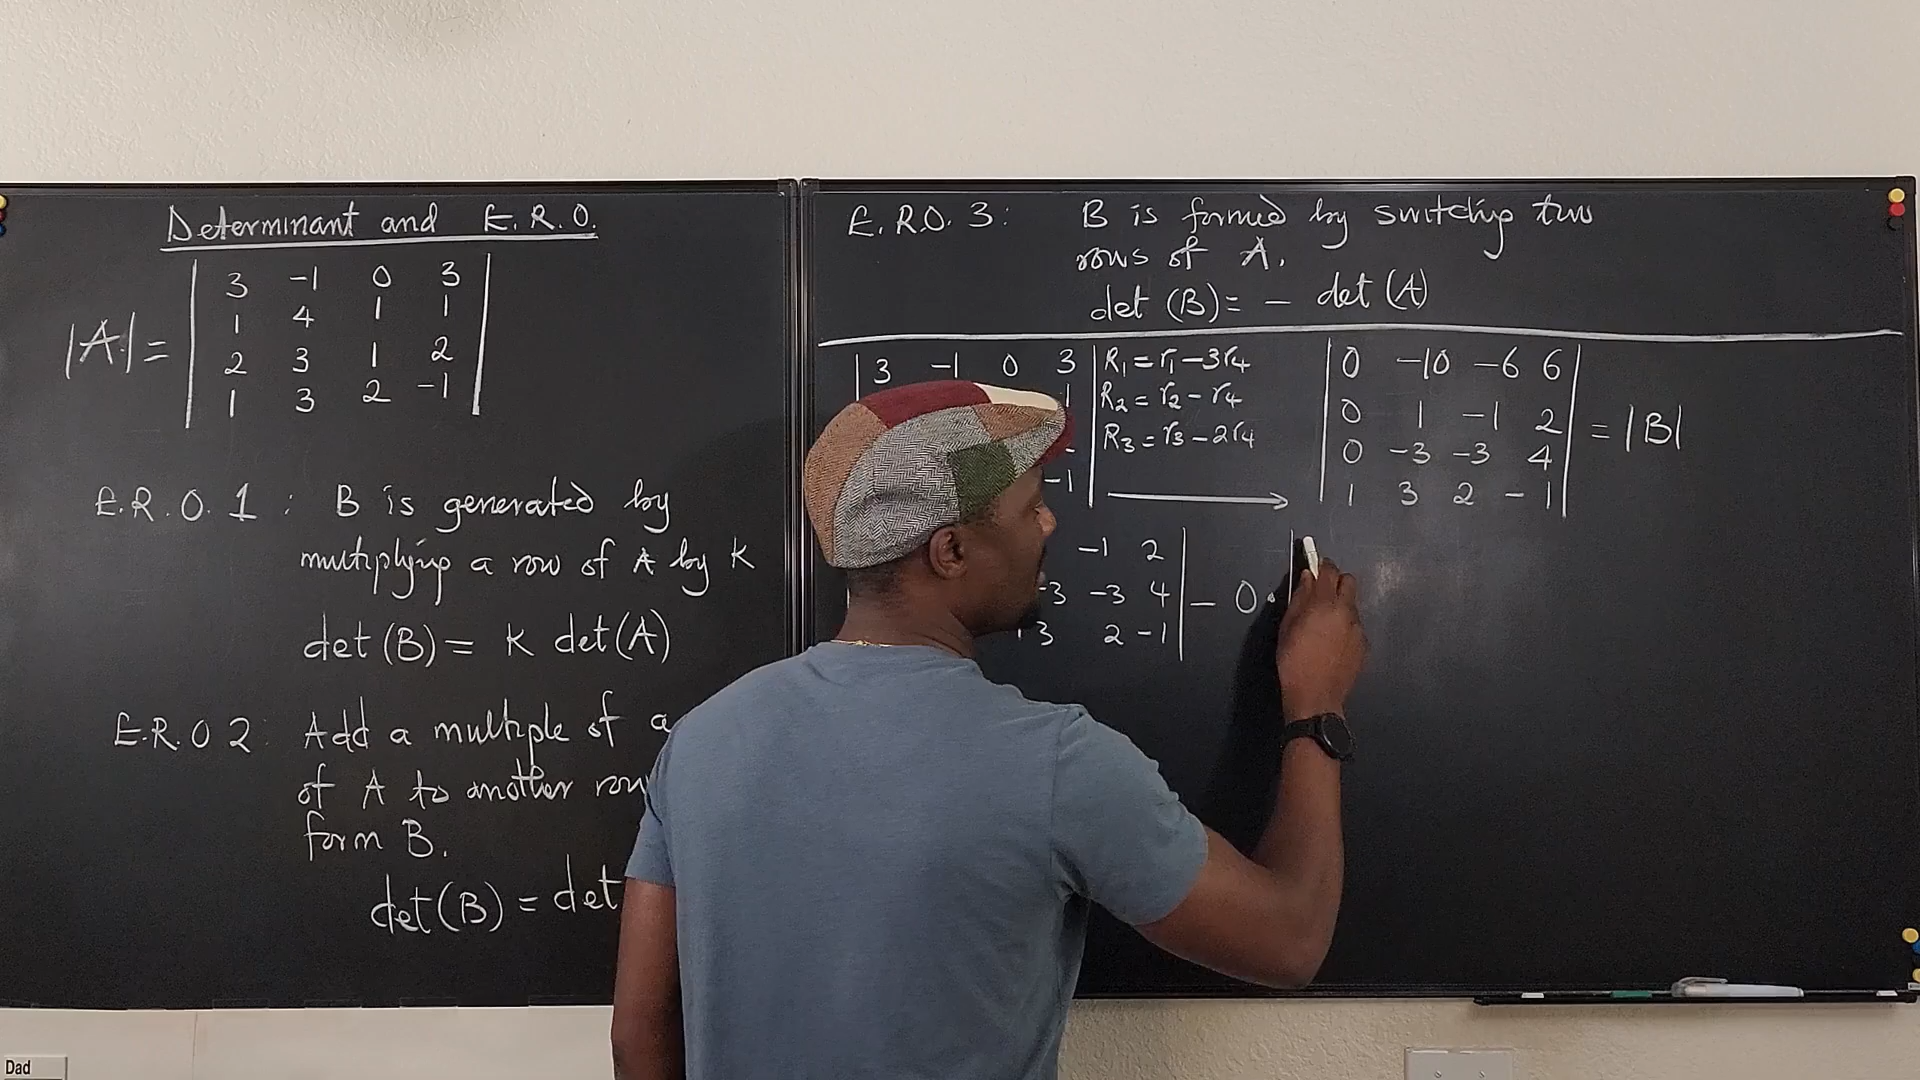 Determinant and E.R.O.
|A| =
3 -1 0 3
1 4 1 1
2 3 1 2
1 3 2 -1
E.R.O.1: B is generated by
multiplying a row of A by K
det (B) = K det(A)
E.R.O 2: Add a multiple of a
of A to another row
form B.
det(B) = det
E.R.O. 3: B is formed by switching two
rows of A.
det (B) = - det (A)
3 -1 0 3 R1 = r1 - 3r4
R2 = r2 - r4
R3 = r3 - 2r4
-1
0 -10 -6 6
0 1 -1 2
0 -3 -3 4
1 3 2 -1
= |B|
-1 2
-3 -3 4 - 0 .
3 2 -1
Dad